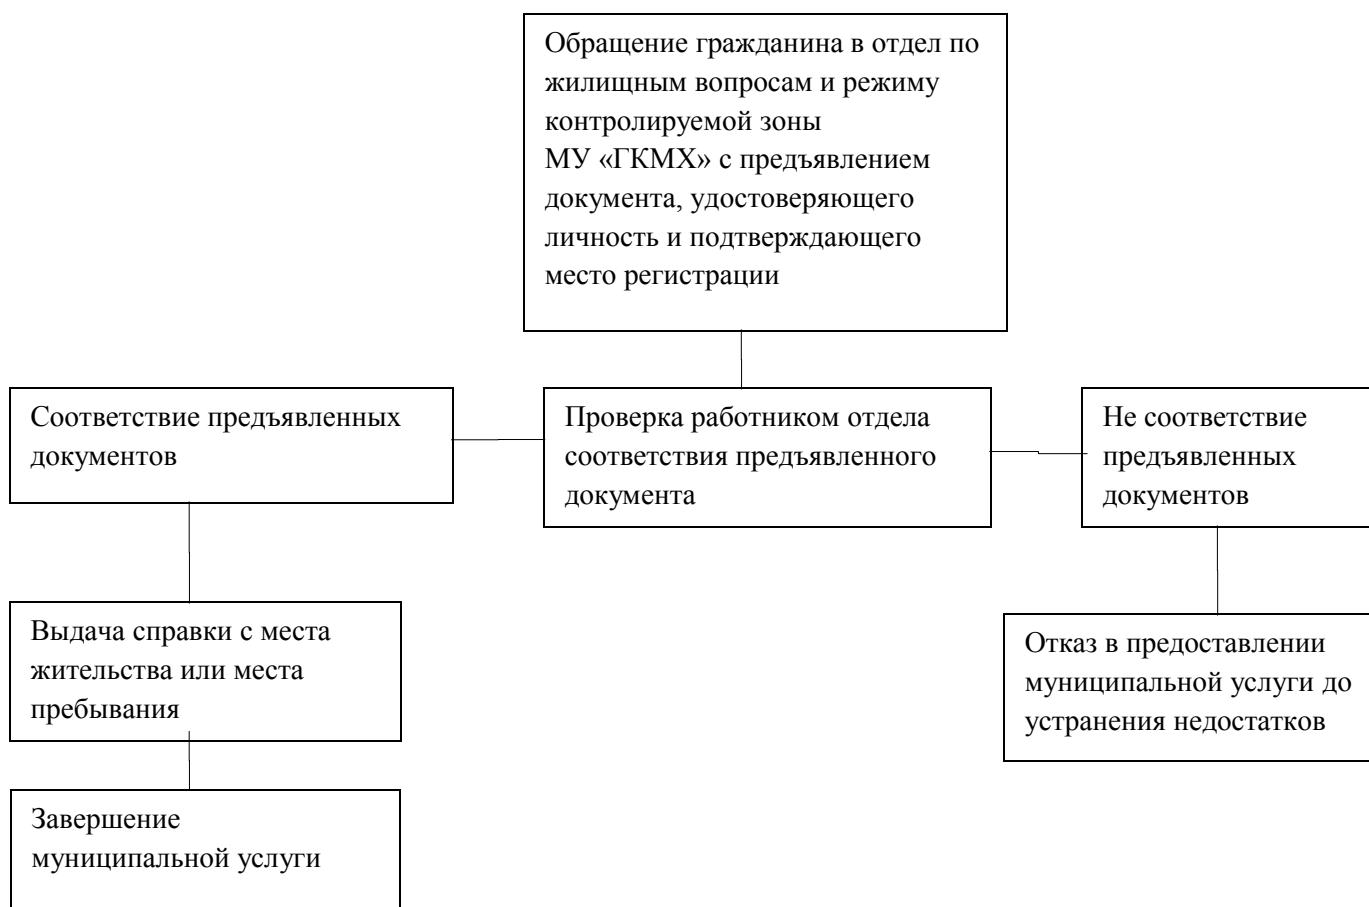 Обращение гражданина в отдел по
жилищным вопросам и режиму
контролируемой зоны
МУ «ГКМХ» с предъявлением
документа, удостоверяющего
личность и подтверждающего
место регистрации
Соответствие предъявленных
документов
Проверка работником отдела
соответствия предъявленного
документа
Не соответствие
предъявленных
документов
Выдача справки с места
жительства или места
пребывания
Отказ в предоставлении
муниципальной услуги до
устранения недостатков
Завершение
муниципальной услуги